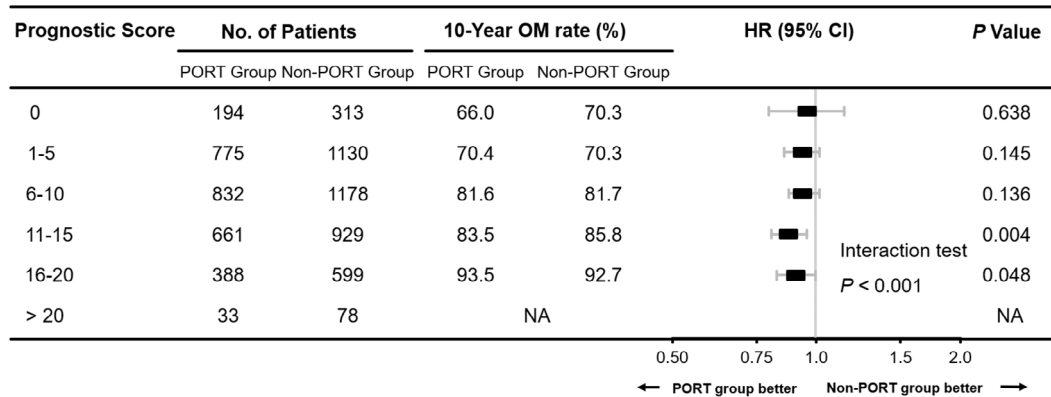 Prognostic Score No. of Patients 10-Year OM rate (%) HR (95% CI) P Value
PORT Group Non-PORT Group PORT Group Non-PORT Group
0 194 313 66.0 70.3 0.638
1-5 775 1130 70.4 70.3 0.145
6-10 832 1178 81.6 81.7 0.136
11-15 661 929 83.5 85.8 0.004
Interaction test
16-20 388 599 93.5 92.7 0.048
P < 0.001
> 20 33 78 NA NA
0.50 0.75 1.0 1.5 2.0
← PORT group better Non-PORT group better →